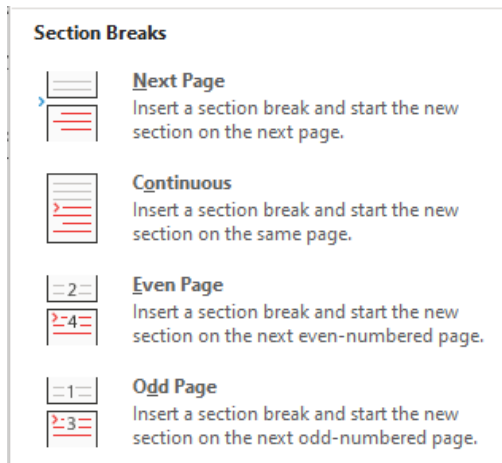 Section Breaks
Next Page
Insert a section break and start the new
section on the next page.
Continuous
Insert a section break and start the new
section on the same page.
2
4
Even Page
Insert a section break and start the new
section on the next even-numbered page.
1
3
Odd Page
Insert a section break and start the new
section on the next odd-numbered page.